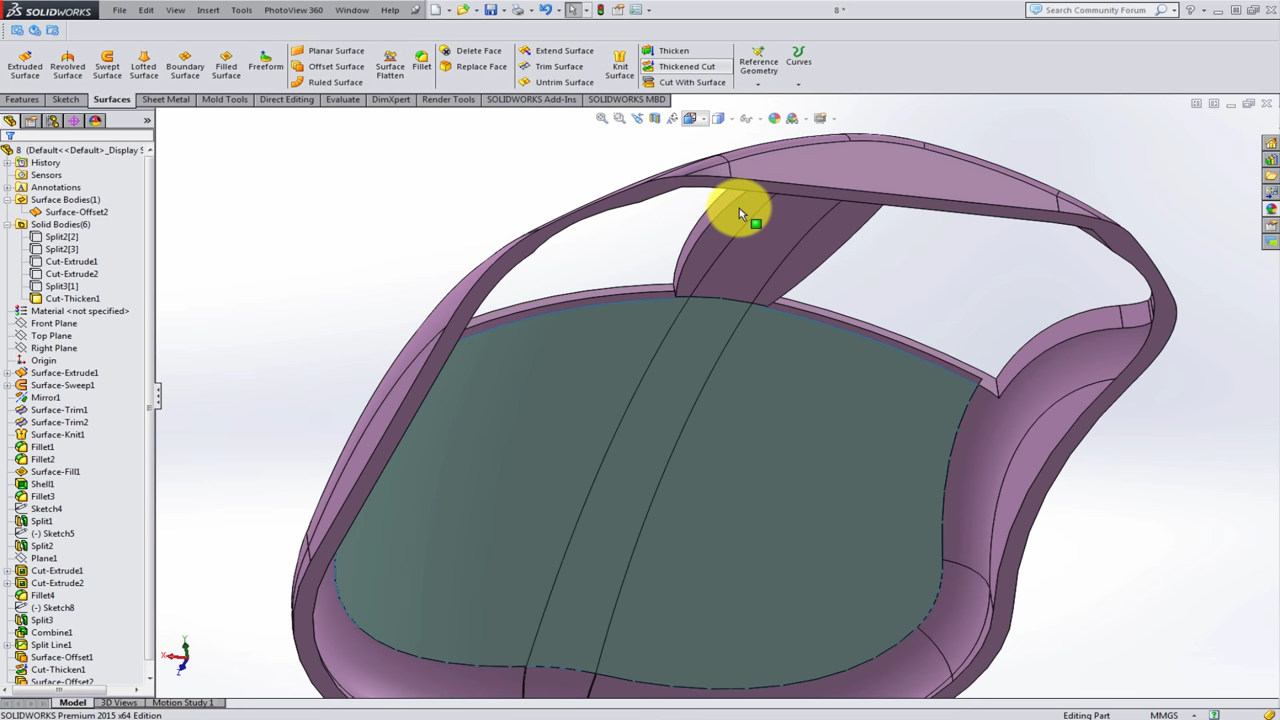 SOLIDWORKS File Edit View Insert Tools PhotoView 360 Window Help 8 * Search Community Forum
Extruded Surface
Revolved Surface
Swept Surface
Lofted Surface
Boundary Surface
Filled Surface
Freeform
Planar Surface
Offset Surface
Ruled Surface
Surface Flatten
Fillet
Delete Face
Replace Face
Extend Surface
Trim Surface
Untrim Surface
Knit Surface
Thicken
Thickened Cut
Cut With Surface
Reference Geometry
Curves
Features Sketch Surfaces Sheet Metal Mold Tools Direct Editing Evaluate DimXpert Render Tools SOLIDWORKS Add-Ins SOLIDWORKS MBD
8 (Default<<Default>_Display S
History
Sensors
Annotations
Surface Bodies(1)
Surface-Offset2
Solid Bodies(6)
Split2[2]
Split2[3]
Cut-Extrude1
Cut-Extrude2
Split3[1]
Cut-Thicken1
Material <not specified>
Front Plane
Top Plane
Right Plane
Origin
Surface-Extrude1
Surface-Sweep1
Mirror1
Surface-Trim1
Surface-Trim2
Surface-Knit1
Fillet1
Fillet2
Surface-Fill1
Shell1
Fillet3
Sketch4
Split1
(-) Sketch5
Split2
Plane1
Cut-Extrude1
Cut-Extrude2
Fillet4
(-) Sketch8
Split3
Combine1
Split Line1
Surface-Offset1
Cut-Thicken1
Surface-Offset2
Y
X
Z
Model 3D Views Motion Study 1
SOLIDWORKS Premium 2015 x64 Edition Editing Part MMGS